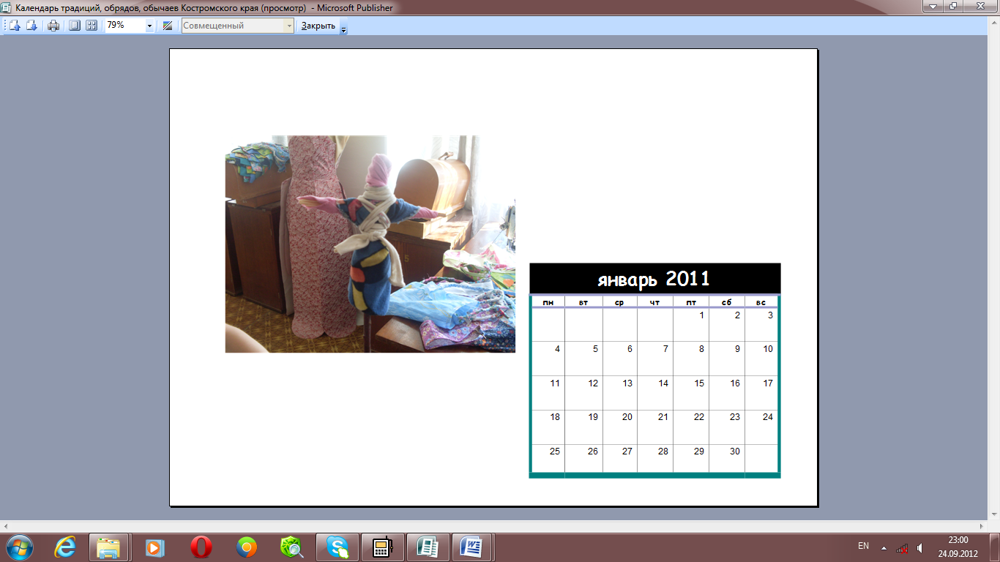 Календарь традиций, обрядов, обычаев Костромского края (просмотр) - Microsoft Publisher
79% Совмещенный Закрыть
5
январь 2011
пн вт ср чт пт сб вс
1 2 3
4 5 6 7 8 9 10
11 12 13 14 15 16 17
18 19 20 21 22 23 24
25 26 27 28 29 30
EN 23:00
24.09.2012